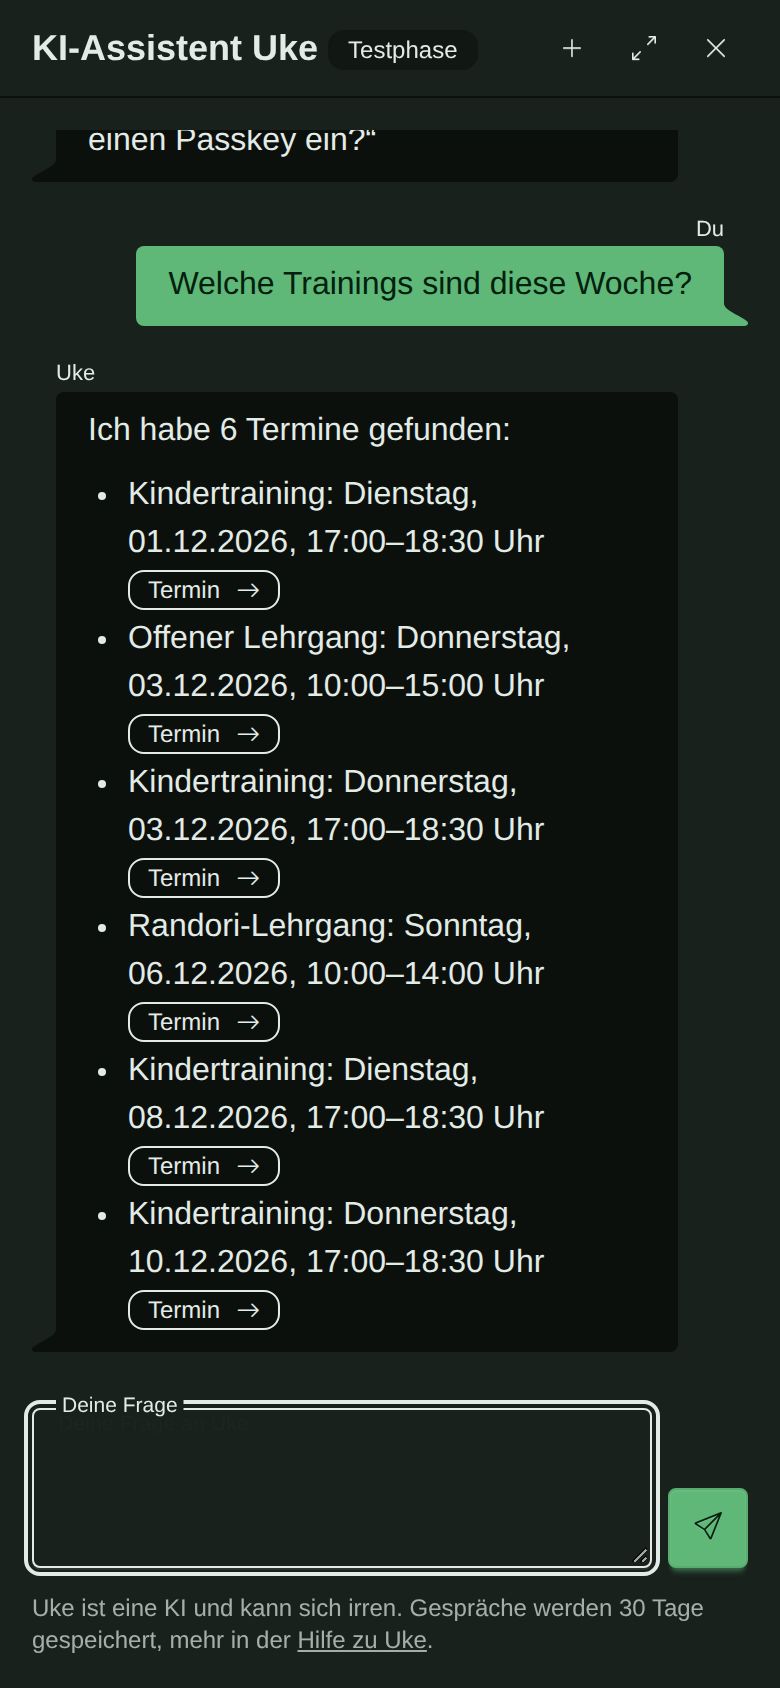 KI-Assistent Uke
Testphase
einen Passkey ein?“
Du
Welche Trainings sind diese Woche?
Uke
Ich habe 6 Termine gefunden:
• Kindertraining: Dienstag,
01.12.2026, 17:00–18:30 Uhr
Termin →
• Offener Lehrgang: Donnerstag,
03.12.2026, 10:00–15:00 Uhr
Termin →
• Kindertraining: Donnerstag,
03.12.2026, 17:00–18:30 Uhr
Termin →
• Randori-Lehrgang: Sonntag,
06.12.2026, 10:00–14:00 Uhr
Termin →
• Kindertraining: Dienstag,
08.12.2026, 17:00–18:30 Uhr
Termin →
• Kindertraining: Donnerstag,
10.12.2026, 17:00–18:30 Uhr
Termin →
Deine Frage
Deine Frage an Uke
Uke ist eine KI und kann sich irren. Gespräche werden 30 Tage
gespeichert, mehr in der Hilfe zu Uke.